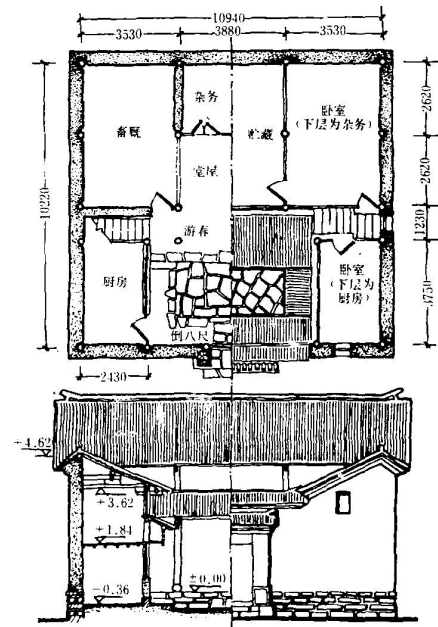 10940
3530
3880
3530
杂务
卧室
(下层为杂务)
畜厩
贮藏
堂屋
游春
厨房
卧室
(下层为
厨房)
倒八尺
2430
10220
2620
2620
1230
3750
+4.62
+3.62
+1.84
-0.36
±0.00